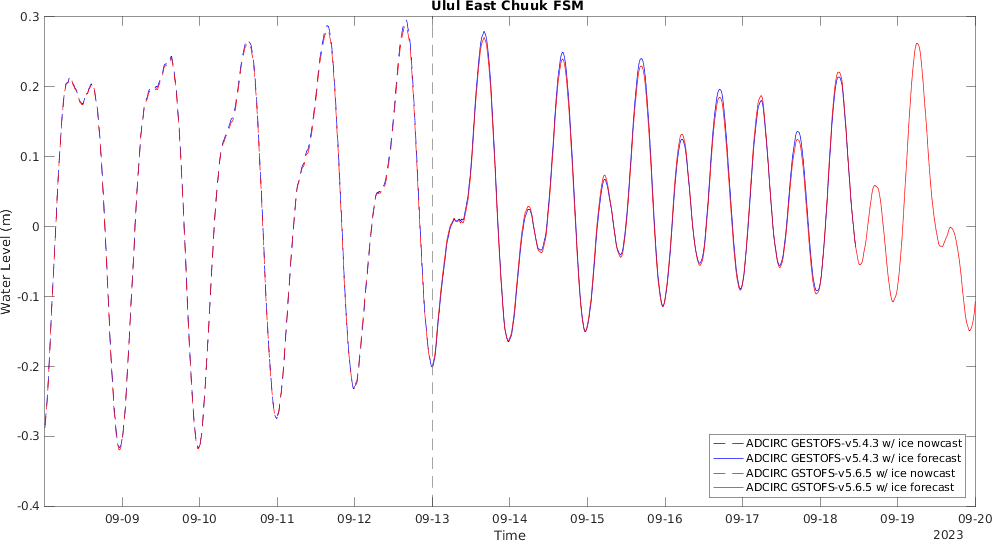 Ulul East Chuuk FSM
0.3
0.2
0.1
0
-0.1
-0.2
-0.3
-0.4
Water Level (m)
ADCIRC GESTOFS-v5.4.3 w/ ice nowcast
ADCIRC GESTOFS-v5.4.3 w/ ice forecast
ADCIRC GSTOFS-v5.6.5 w/ ice nowcast
ADCIRC GSTOFS-v5.6.5 w/ ice forecast
09-09 09-10 09-11 09-12 09-13 09-14 09-15 09-16 09-17 09-18 09-19 09-20
Time
2023